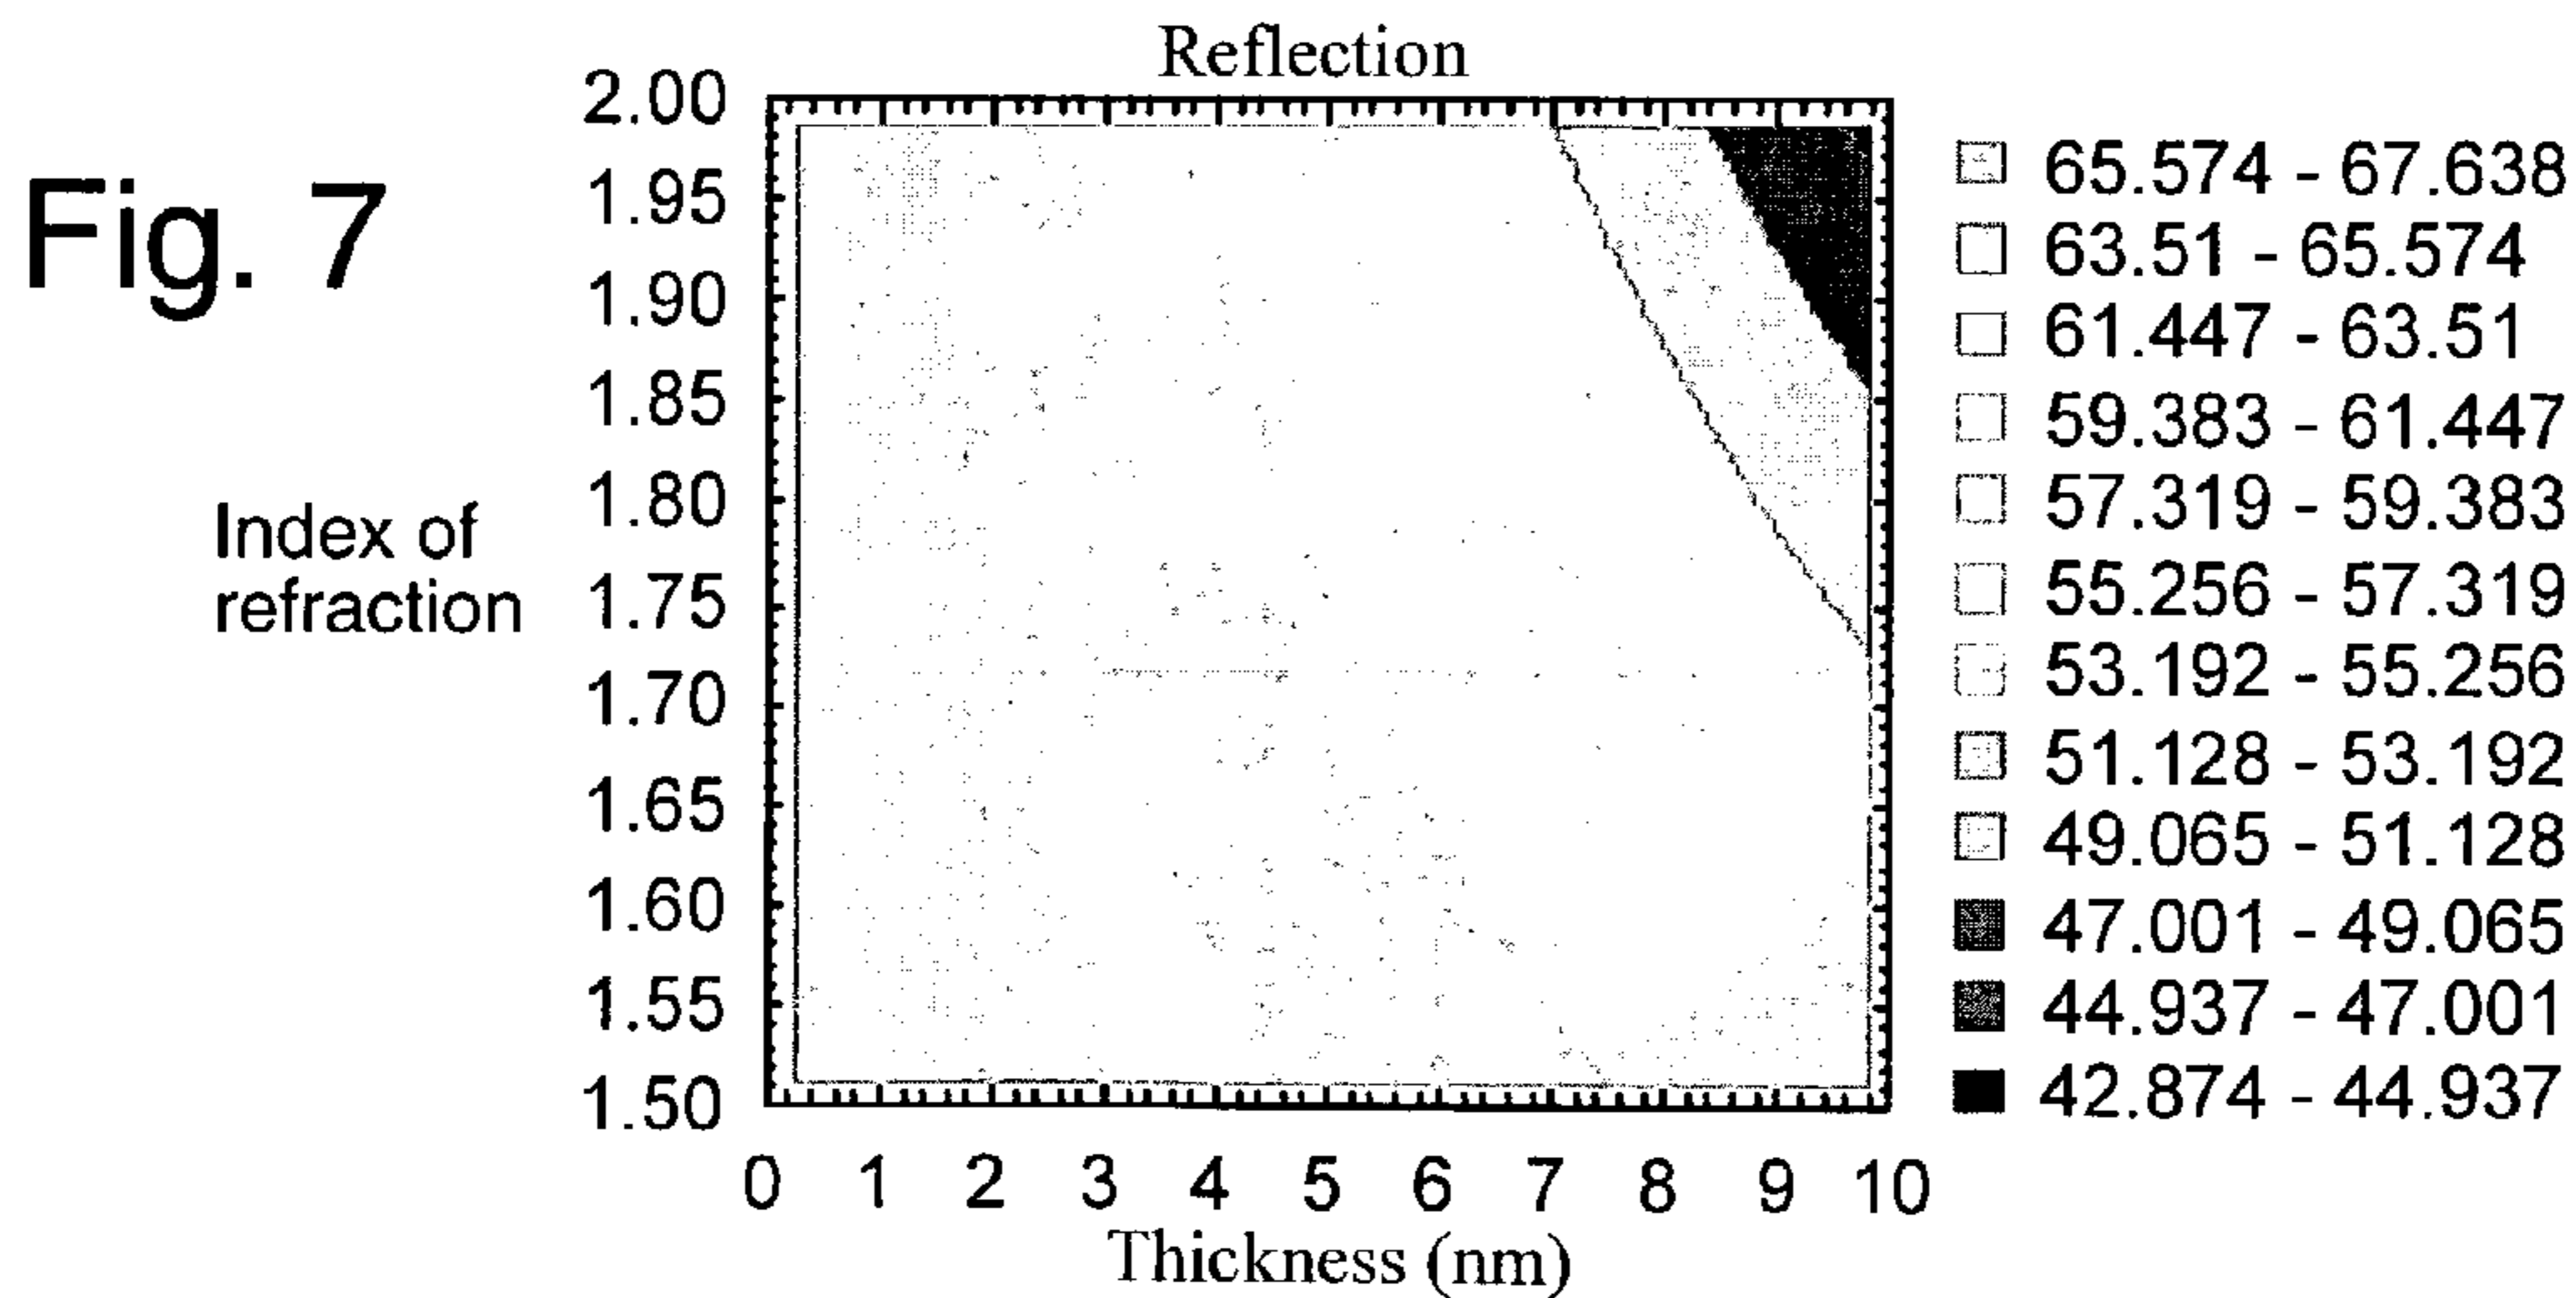 Reflection
Fig. 7
Index of
refraction
2.00
1.95
1.90
1.85
1.80
1.75
1.70
1.65
1.60
1.55
1.50
0 1 2 3 4 5 6 7 8 9 10
Thickness (nm)
65.574 - 67.638
63.51 - 65.574
61.447 - 63.51
59.383 - 61.447
57.319 - 59.383
55.256 - 57.319
53.192 - 55.256
51.128 - 53.192
49.065 - 51.128
47.001 - 49.065
44.937 - 47.001
42.874 - 44.937